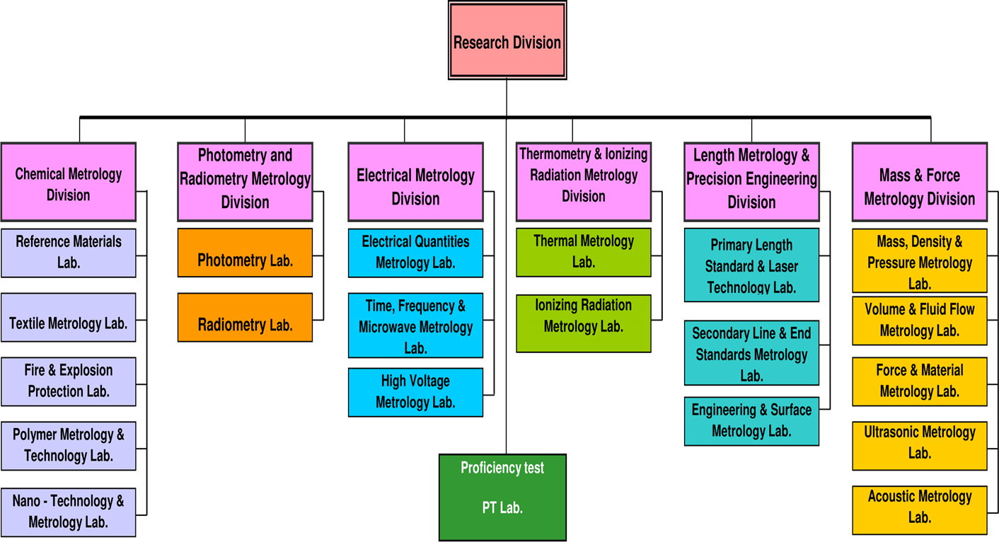 Research Division
Chemical Metrology
Division
Reference Materials
Lab.
Textile Metrology Lab.
Fire & Explosion
Protection Lab.
Polymer Metrology &
Technology Lab.
Nano - Technology &
Metrology Lab.
Photometry and
Radiometry Metrology
Division
Photometry Lab.
Radiometry Lab.
Electrical Metrology
Division
Electrical Quantities
Metrology Lab.
Time, Frequency &
Microwave Metrology
Lab.
High Voltage
Metrology Lab.
Proficiency test
PT Lab.
Thermometry & Ionizing
Radiation Metrology
Division
Thermal Metrology
Lab.
Ionizing Radiation
Metrology Lab.
Length Metrology &
Precision Engineering
Division
Primary Length
Standard & Laser
Technology Lab.
Secondary Line & End
Standards Metrology
Lab.
Engineering & Surface
Metrology Lab.
Mass & Force
Metrology Division
Mass, Density &
Pressure Metrology
Lab.
Volume & Fluid Flow
Metrology Lab.
Force & Material
Metrology Lab.
Ultrasonic Metrology
Lab.
Acoustic Metrology
Lab.